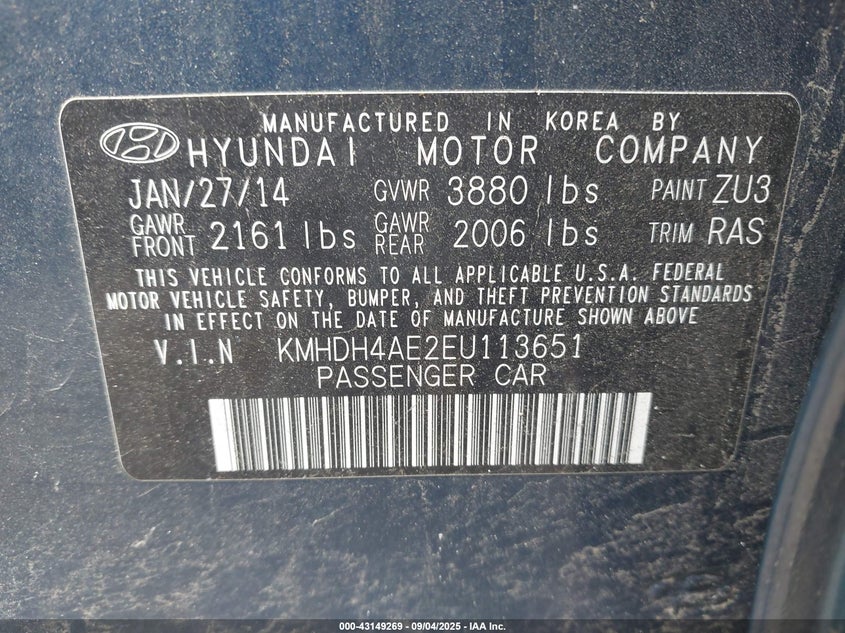 MANUFACTURED IN KOREA BY
HYUNDAI MOTOR COMPANY
JAN/27/14 GVWR 3880 lbs PAINT ZU3
GAWR FRONT 2161 lbs GAWR REAR 2006 lbs TRIM RAS
THIS VEHICLE CONFORMS TO ALL APPLICABLE U.S.A. FEDERAL
MOTOR VEHICLE SAFETY, BUMPER, AND THEFT PREVENTION STANDARDS
IN EFFECT ON THE DATE OF MANUFACTURE SHOWN ABOVE
V.I.N KMHDH4AE2EU113651
PASSENGER CAR
000-43149269 - 09/04/2025 - IAA Inc.